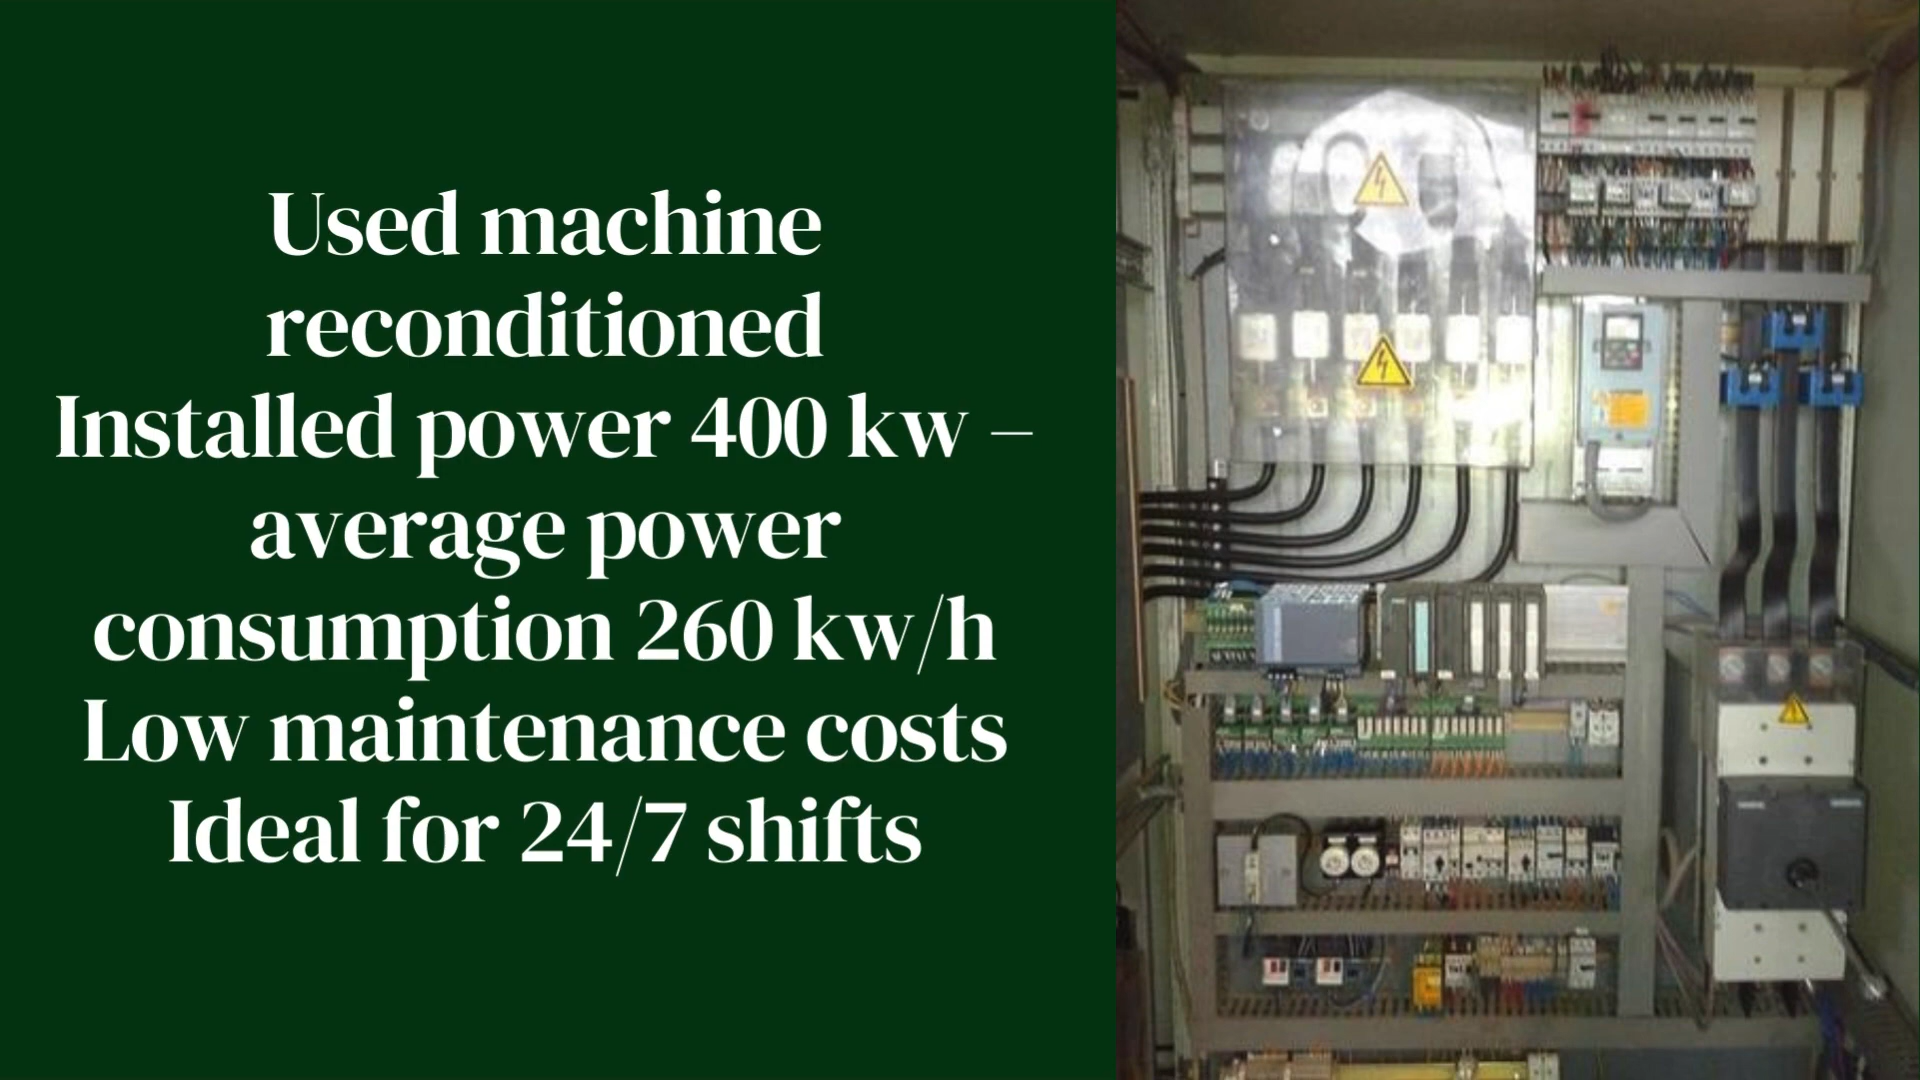 Used machine
reconditioned
Installed power 400 kw –
average power
consumption 260 kw/h
Low maintenance costs
Ideal for 24/7 shifts